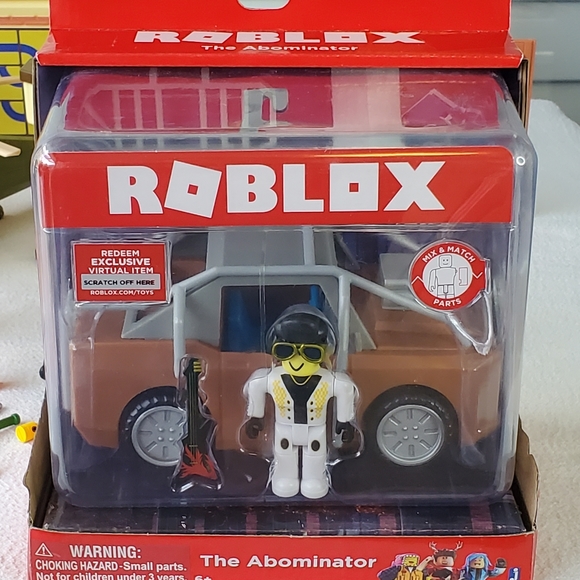 ROBLOX
The Abominator
ROBLOX
REDEEM
EXCLUSIVE
VIRTUAL ITEM
SCRATCH OFF HERE
ROBLOX.COM/TOYS
MIX & MATCH
PARTS
WARNING:
CHOKING HAZARD-Small parts.
Not for children under 3 years.
The Abominator
6+